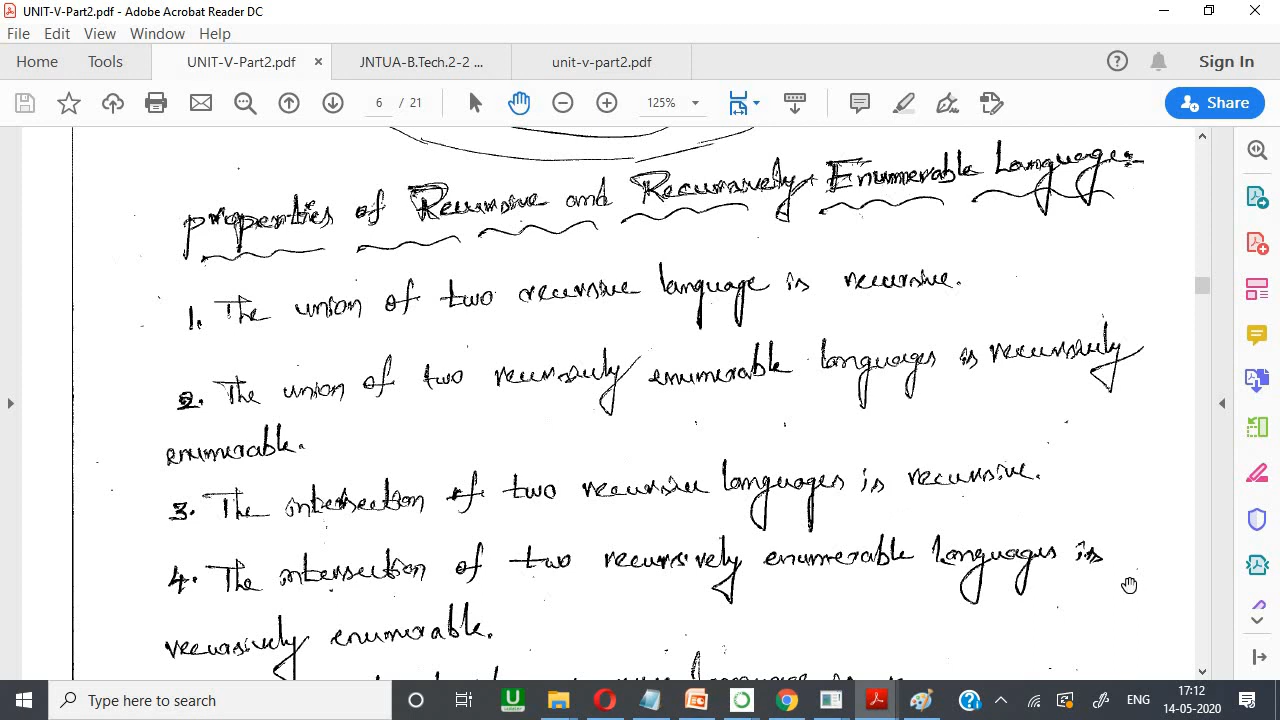 UNIT-V-Part2.pdf - Adobe Acrobat Reader DC
File Edit View Window Help
Home Tools UNIT-V-Part2.pdf × JNTUA-B.Tech.2-2 ... unit-v-part2.pdf Sign In
6 / 21 125% Share
properties of Recursive and Recursively Enumerable Language:
1. The union of two recursive language is recursive.
2. The union of two recursively enumerable languages is recursively
enumerable.
3. The intersection of two recursive languages is recursive.
4. The intersection of two recursively enumerable languages is
recursively enumerable.
Type here to search ENG 17:12
14-05-2020